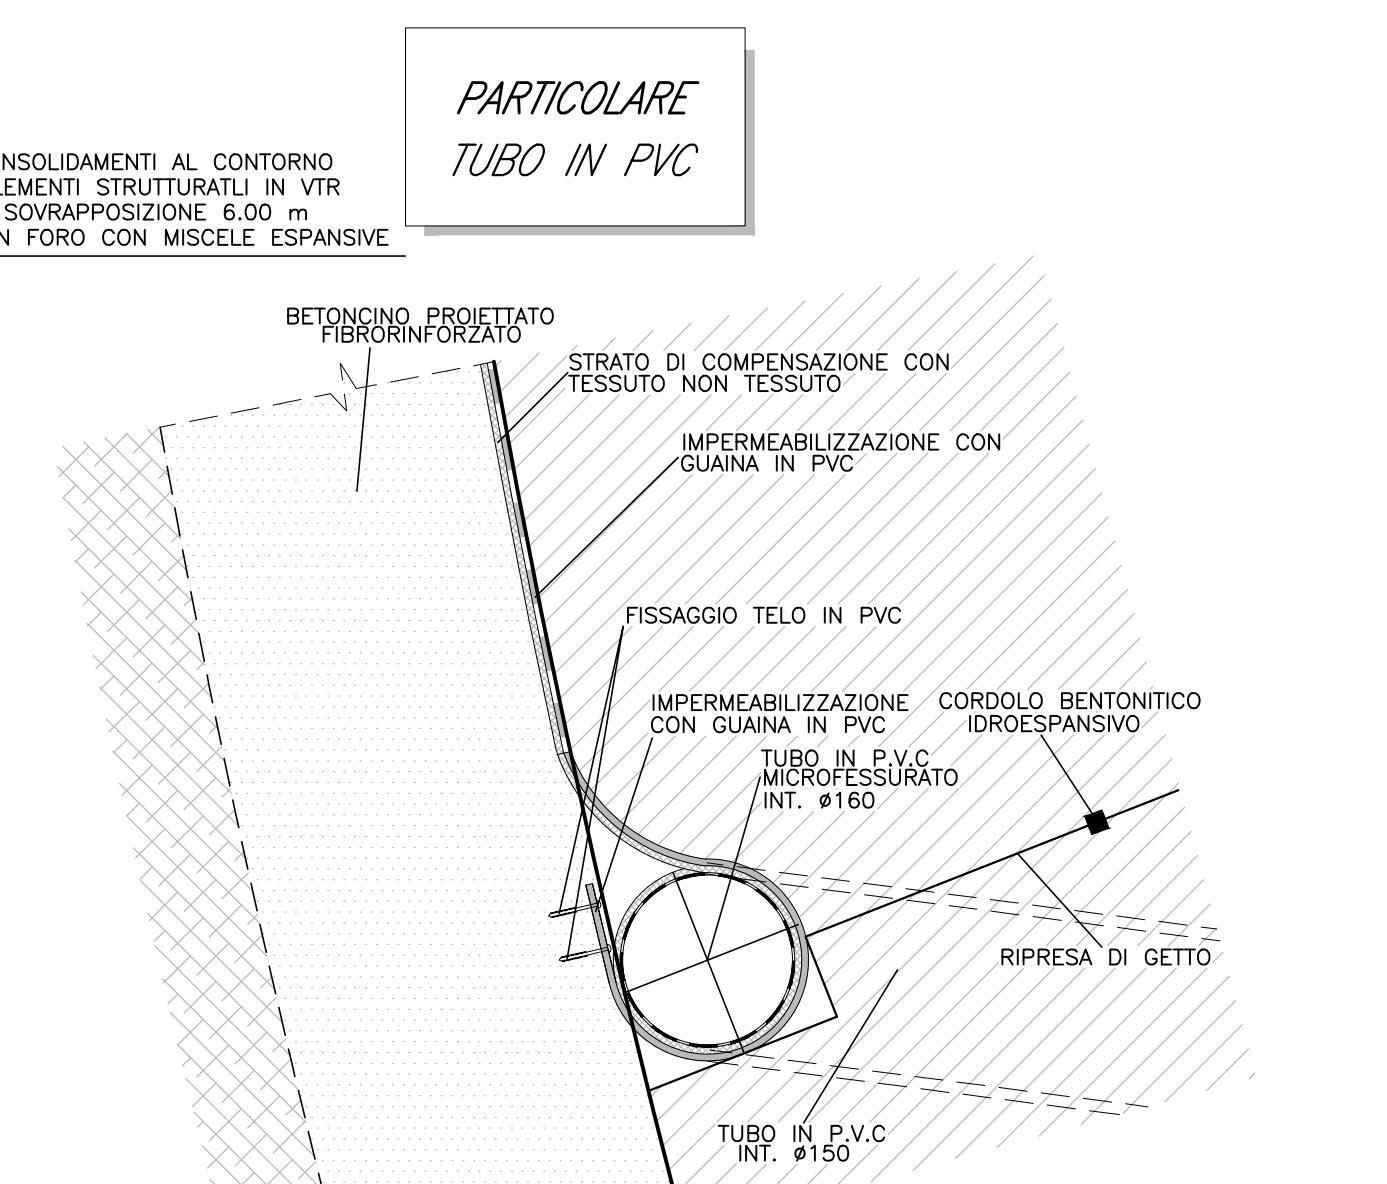 PARTICOLARE
TUBO IN PVC
NSOLIDAMENTI AL CONTORNO
LEMENTI STRUTTURATLI IN VTR
SOVRAPPOSIZIONE 6.00 m
N FORO CON MISCELE ESPANSIVE
BETONCINO PROIETTATO
FIBRORINFORZATO
STRATO DI COMPENSAZIONE CON
TESSUTO NON TESSUTO
IMPERMEABILIZZAZIONE CON
GUAINA IN PVC
FISSAGGIO TELO IN PVC
IMPERMEABILIZZAZIONE
CON GUAINA IN PVC
CORDOLO BENTONITICO
IDROESPANSIVO
TUBO IN P.V.C
MICROFESSURATO
INT. ø160
RIPRESA DI GETTO
TUBO IN P.V.C
INT. ø150